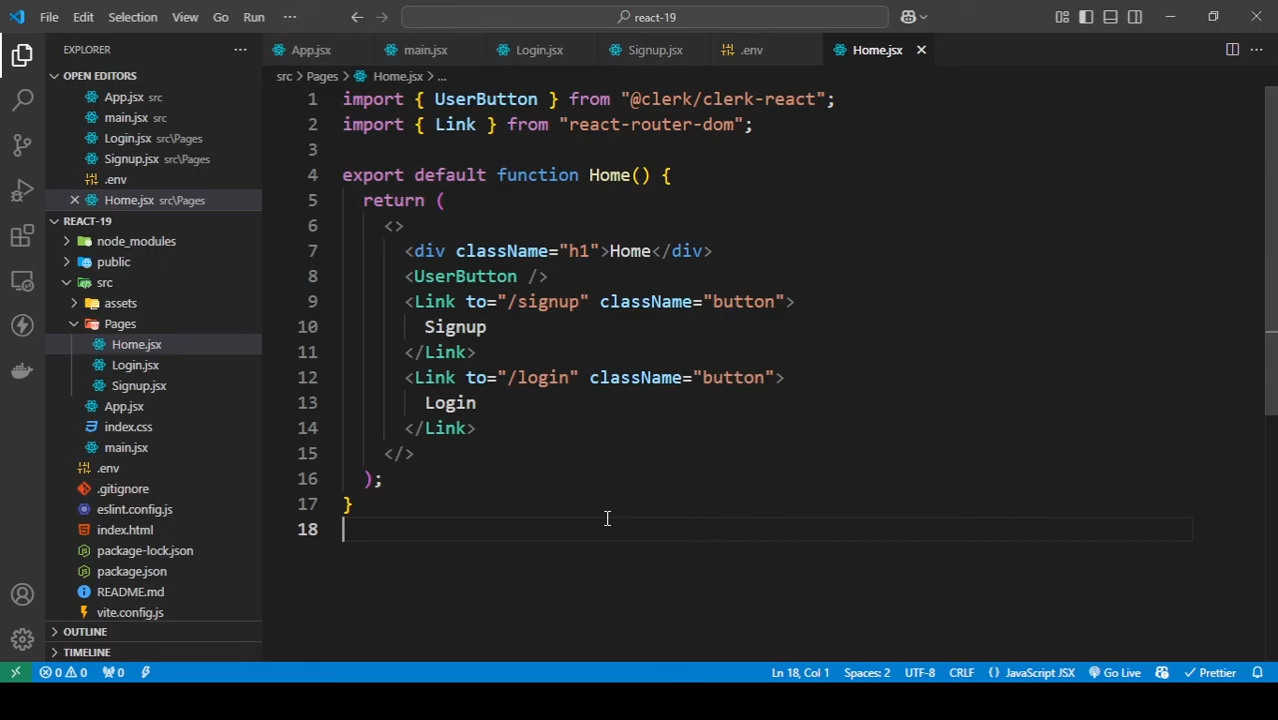 File Edit Selection View Go Run ··· react-19
EXPLORER ···
OPEN EDITORS
App.jsx src
main.jsx src
Login.jsx src\Pages
Signup.jsx src\Pages
.env
Home.jsx src\Pages
REACT-19
node_modules
public
src
assets
Pages
Home.jsx
Login.jsx
Signup.jsx
App.jsx
index.css
main.jsx
.env
.gitignore
eslint.config.js
index.html
package-lock.json
package.json
README.md
vite.config.js
OUTLINE
TIMELINE
App.jsx main.jsx Login.jsx Signup.jsx .env Home.jsx ···
src > Pages > Home.jsx > ...
1 import { UserButton } from "@clerk/clerk-react";
2 import { Link } from "react-router-dom";
3
4 export default function Home() {
5 return (
6 <>
7 <div className="h1">Home</div>
8 <UserButton />
9 <Link to="/signup" className="button">
10 Signup
11 </Link>
12 <Link to="/login" className="button">
13 Login
14 </Link>
15 </>
16 );
17 }
18
0 0 0 Ln 18, Col 1 Spaces: 2 UTF-8 CRLF {} JavaScript JSX Go Live Prettier